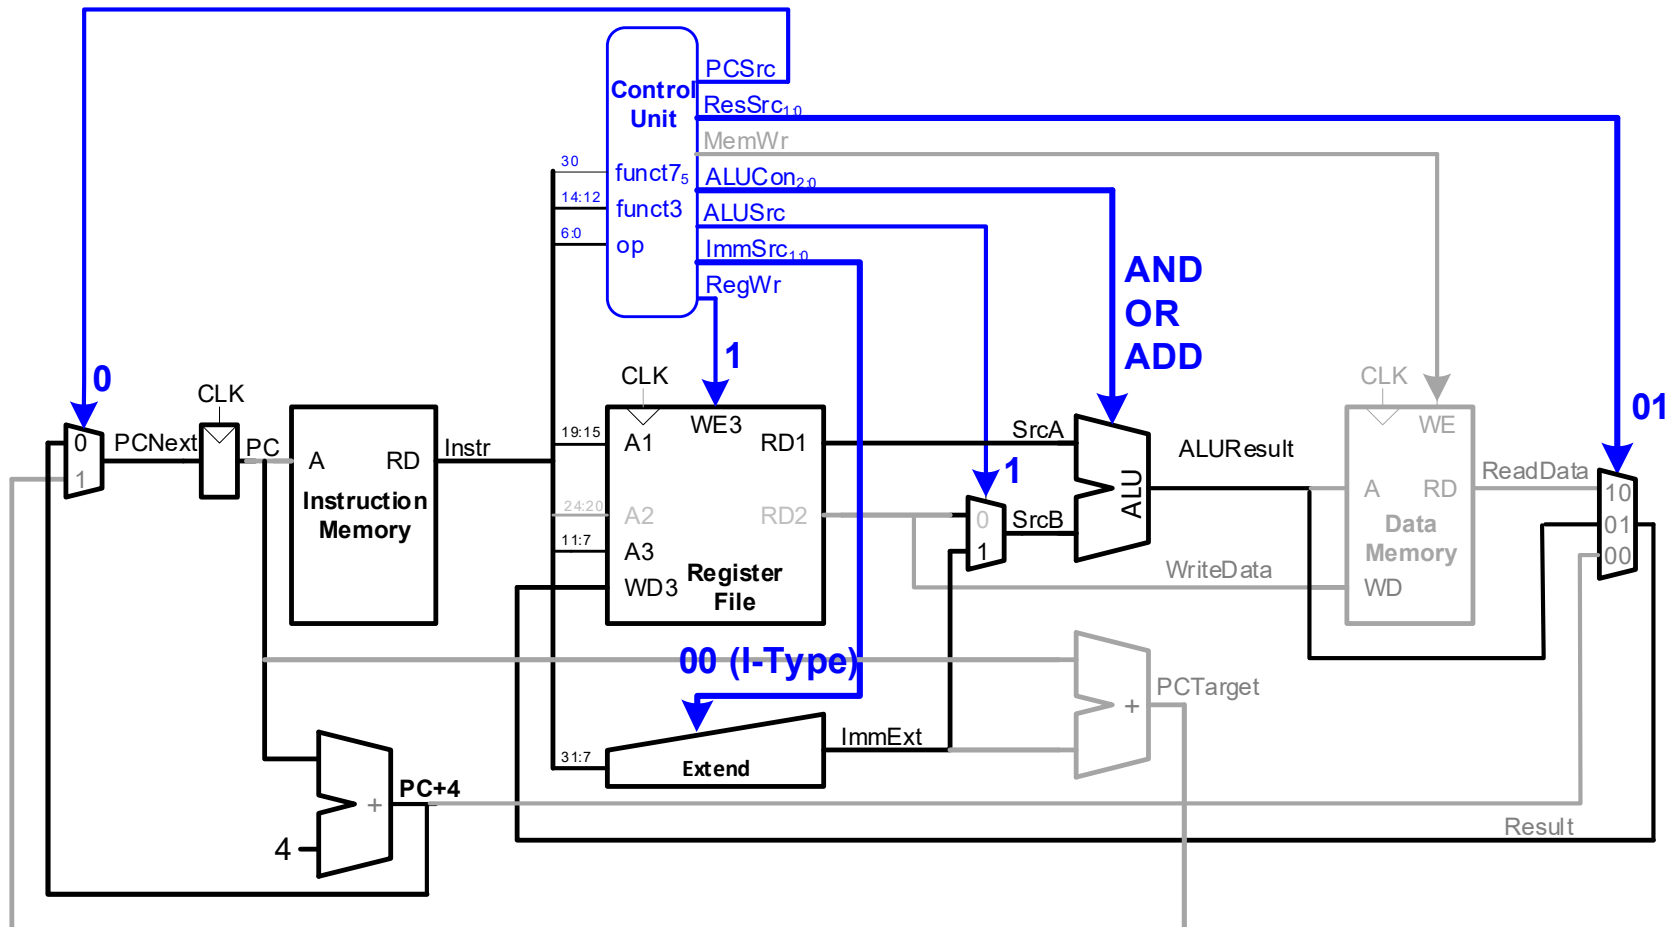 PCSrc
Control
Unit
ResSrc1:0
MemWr
30
funct75
ALUCon2:0
14:12
funct3
ALUSrc
6:0
op
ImmSrc1:0
RegWr
AND
OR
ADD
0
1
CLK
CLK
CLK
01
0
1
PCNext
PC
A
RD
Instruction
Memory
Instr
19:15
A1
WE3
RD1
24:20
A2
RD2
11:7
A3
WD3
Register
File
SrcA
1
0
1
SrcB
ALU
ALUResult
WE
A
RD
Data
Memory
WD
ReadData
10
01
00
WriteData
00 (I-Type)
+
PCTarget
31:7
Extend
ImmExt
+
PC+4
4
Result